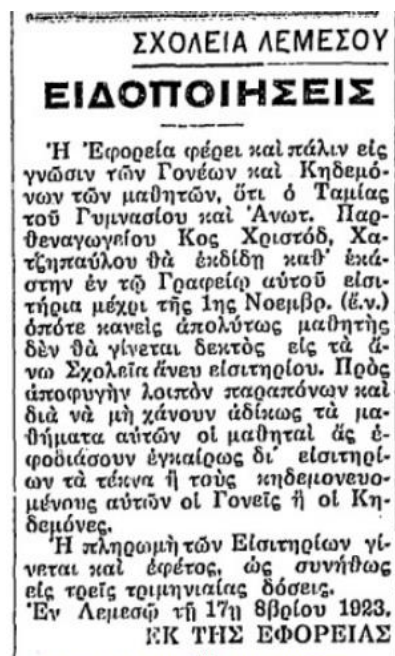 ΣΧΟΛΕΙΑ ΛΕΜΕΣΟΥ
ΕΙΔΟΠΟΙΗΣΕΙΣ
Ἡ Ἐφορεία φέρει καὶ πάλιν εἰς
γνῶσιν τῶν Γονέων καὶ Κηδεμό-
νων τῶν μαθητῶν, ὅτι ὁ Ταμίας
τοῦ Γυμνασίου καὶ Ἀνωτ. Παρ-
θεναγωγείου Κος Χριστόδ, Χα-
τζηπαύλου θὰ ἐκδίδῃ καθ' ἑκά-
στην ἐν τῷ Γραφείῳ αὐτοῦ εἰσι-
τήρια μέχρι τῆς 1ης Νοεμβρ. (ἔ.ν.)
ὁπότε κανεὶς ἀπολύτως μαθητὴς
δὲν θὰ γίνεται δεκτὸς εἰς τὰ ἄ-
νω Σχολεῖα ἄνευ εἰσιτηρίου. Πρὸς
ἀποφυγὴν λοιπὸν παραπόνων καὶ
διὰ νὰ μὴ χάνουν ἀδίκως τὰ μα-
θήματα αὐτῶν οἱ μαθηταὶ ἂς ἐ-
φοδιάσουν ἐγκαίρως δι' εἰσιτηρί-
ων τὰ τέκνα ἢ τοὺς κηδεμονευο-
μένους αὐτῶν οἱ Γονεῖς ἢ οἱ Κη-
δεμόνες.
Ἡ πληρωμὴ τῶν Εἰσιτηρίων γί-
νεται καὶ ἐφέτος, ὡς συνήθως
εἰς τρεῖς τριμηνιαίας δόσεις.
Ἐν Λεμεσῷ τῇ 17ῃ 8βρίου 1923.
ΕΚ ΤΗΣ ΕΦΟΡΕΙΑΣ